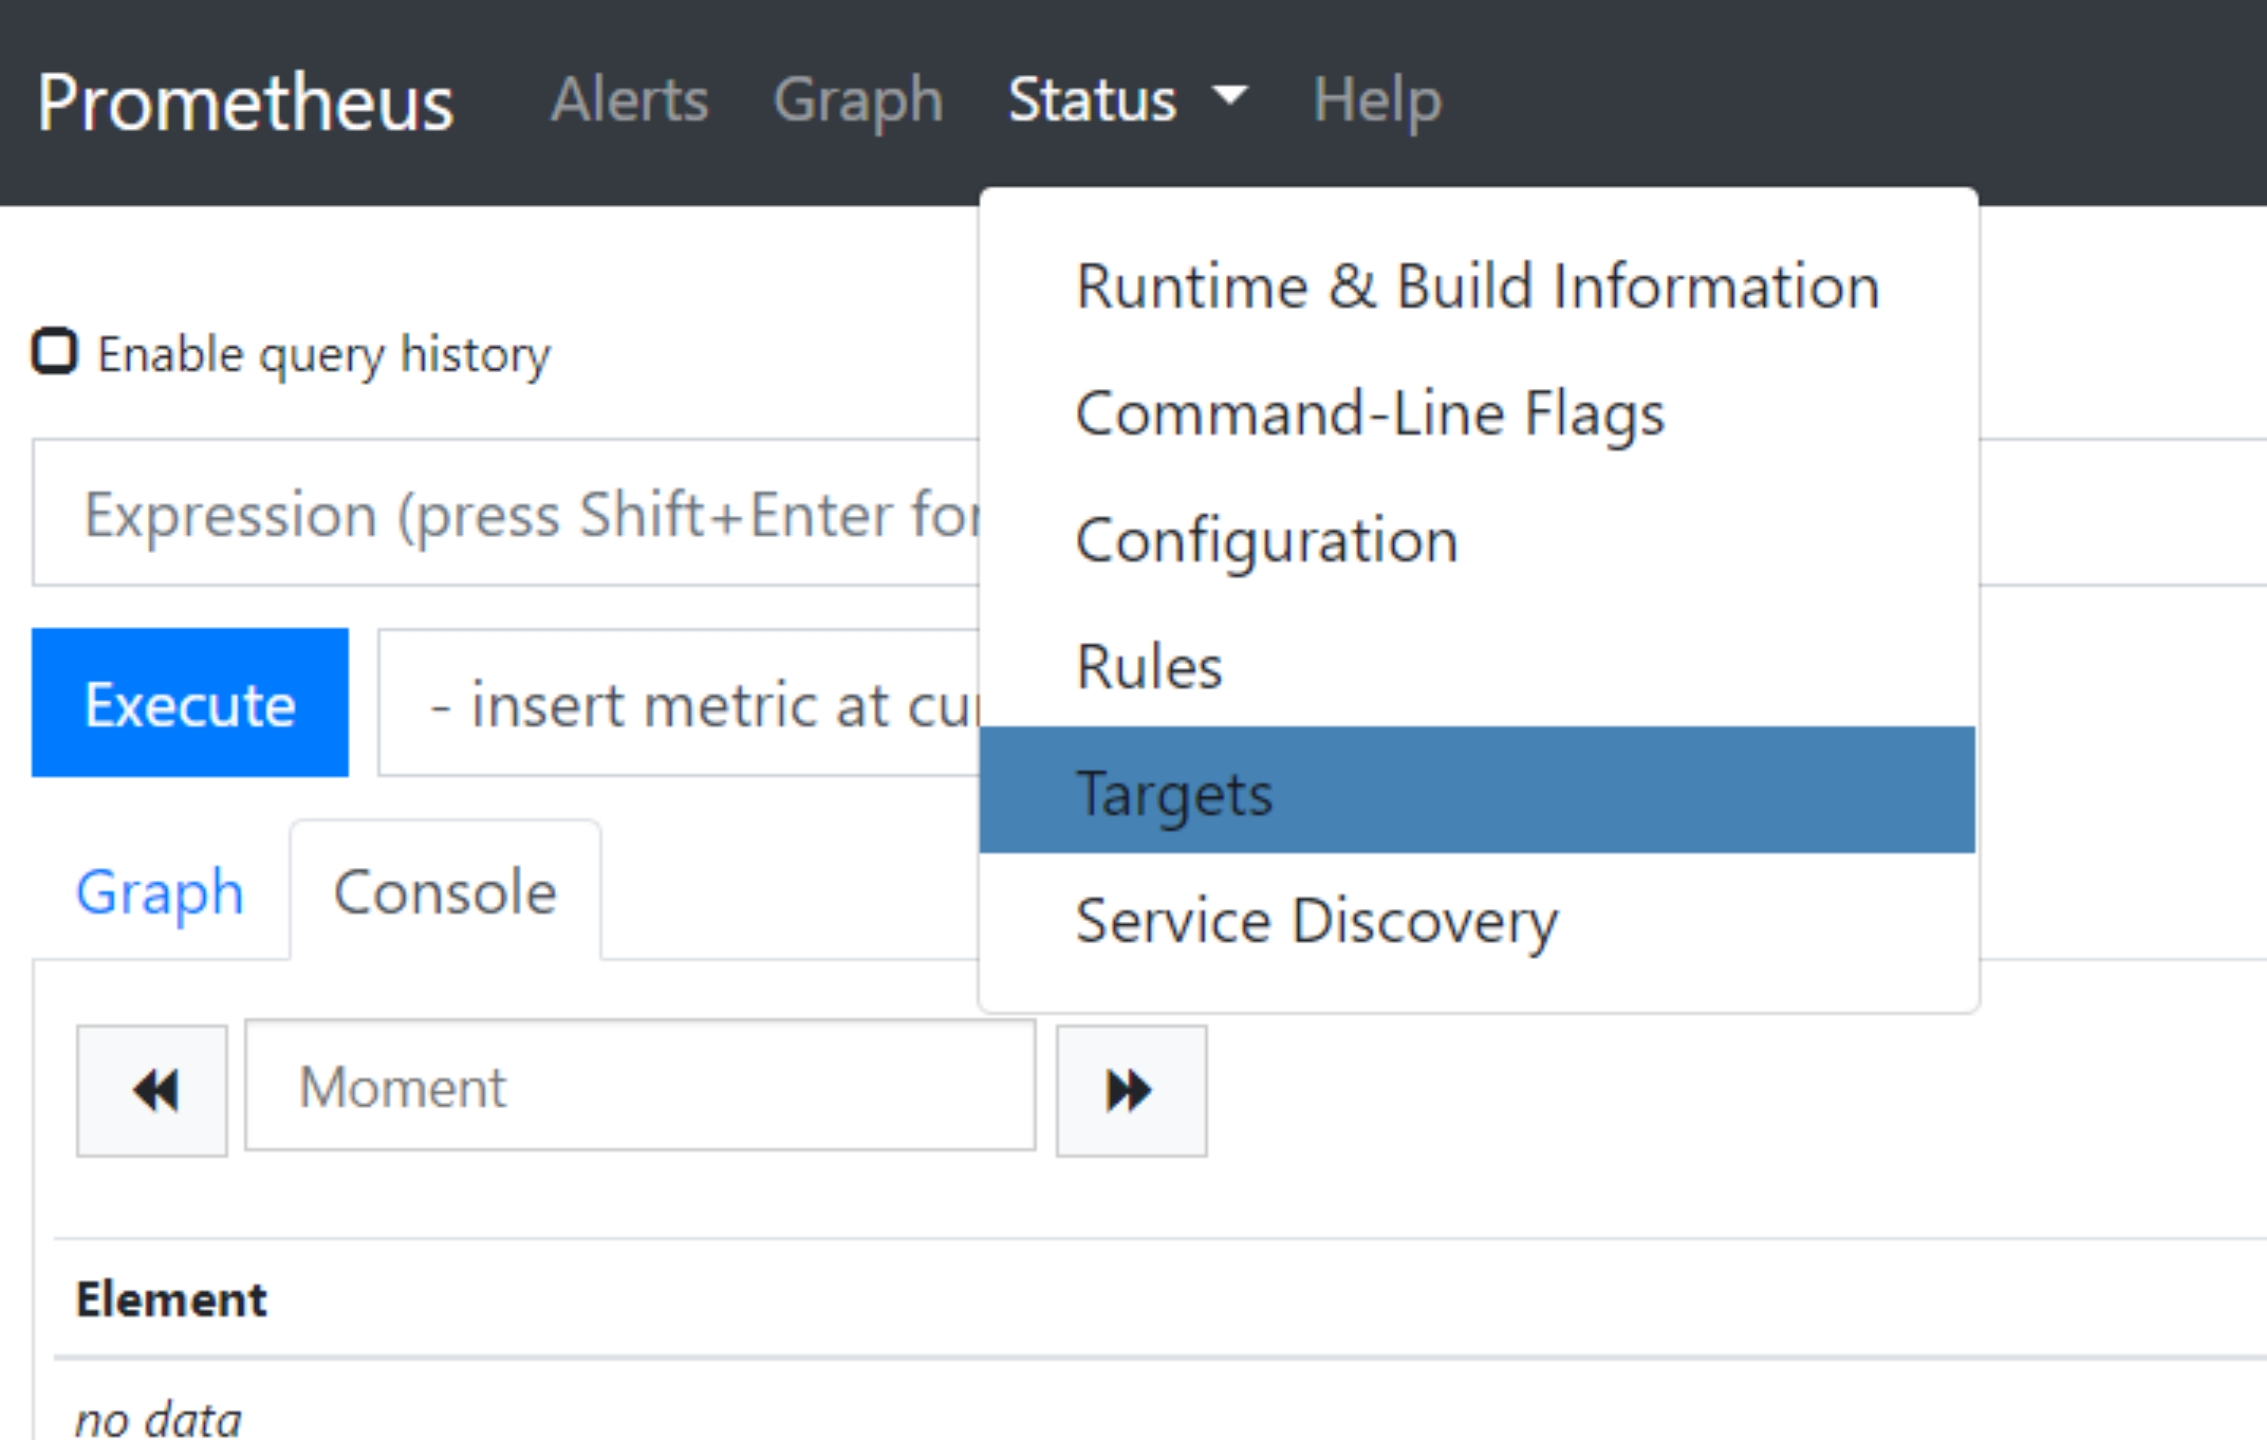 Prometheus Alerts Graph Status Help
Runtime & Build Information
Command-Line Flags
Configuration
Rules
Targets
Service Discovery
Enable query history
Expression (press Shift+Enter for
Execute
- insert metric at
Graph Console
Moment
Element
no data